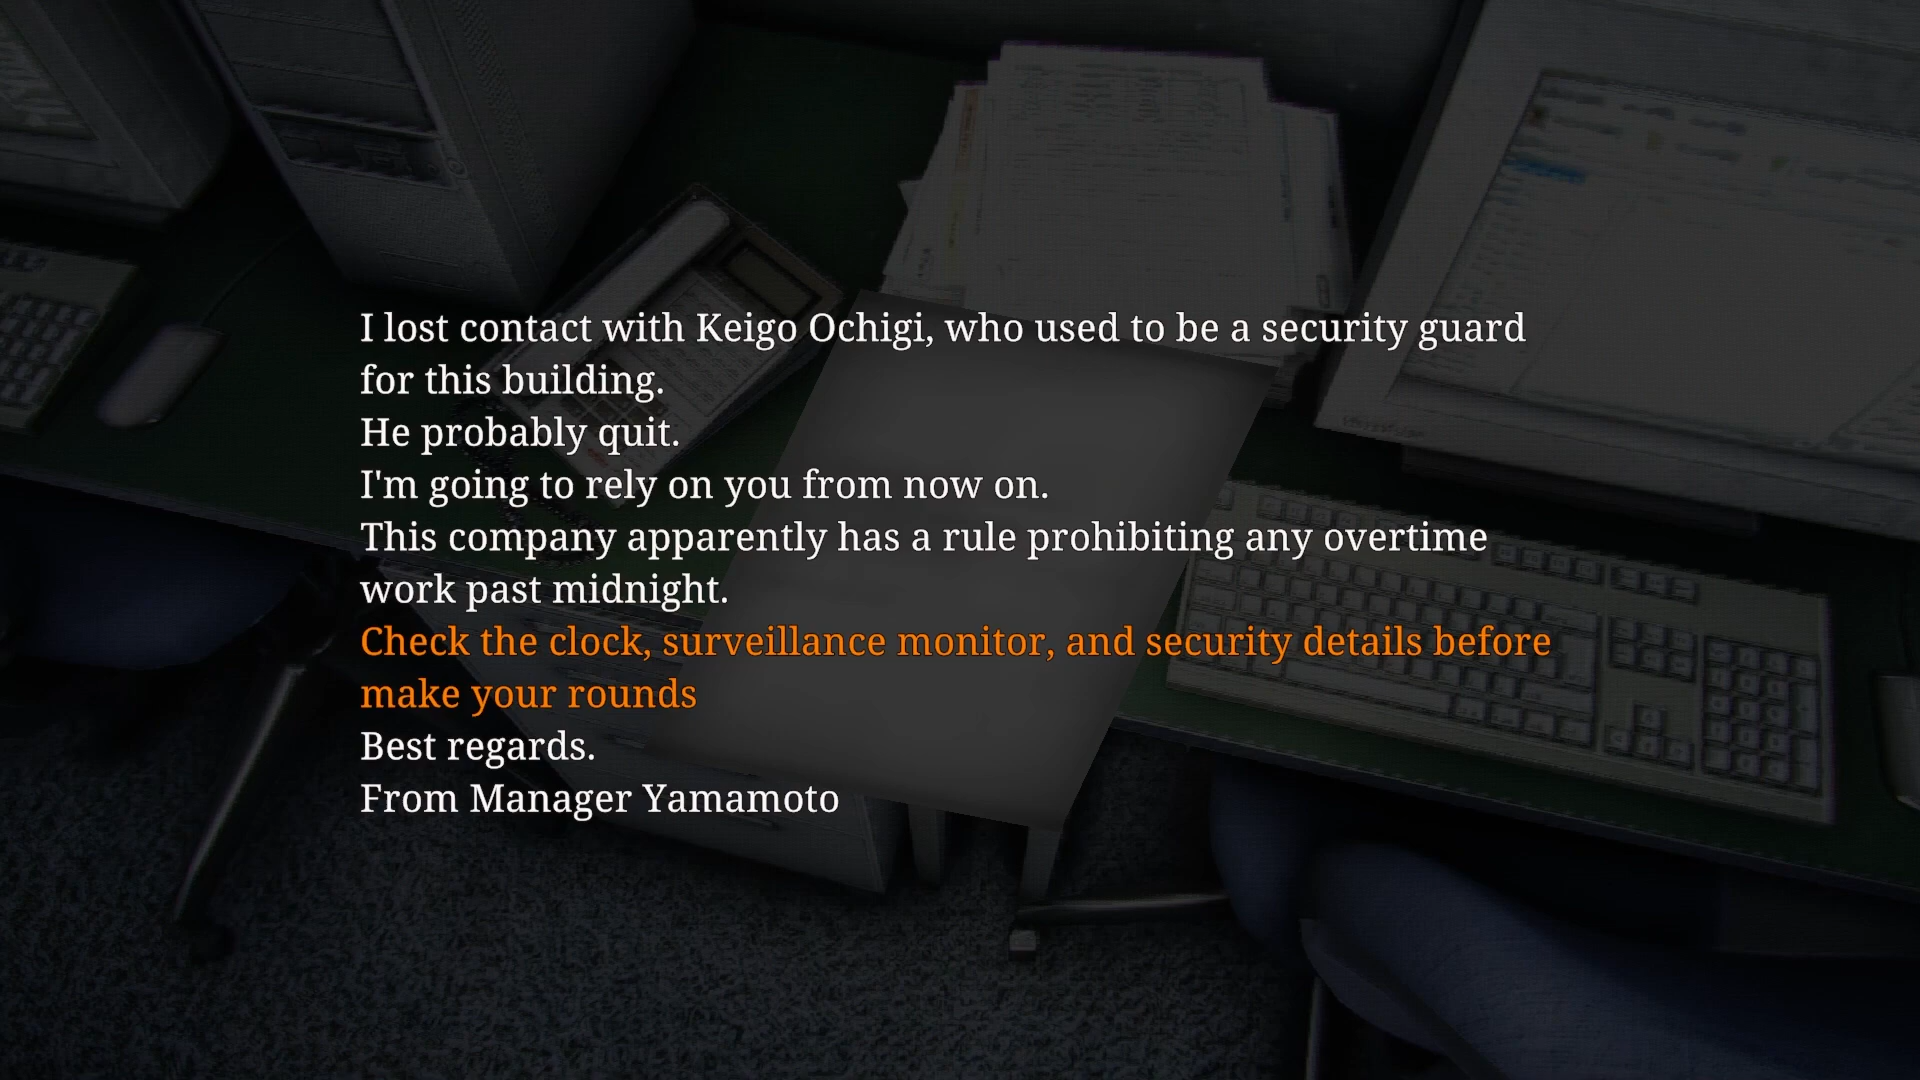 I lost contact with Keigo Ochigi, who used to be a security guard
for this building.
He probably quit.
I'm going to rely on you from now on.
This company apparently has a rule prohibiting any overtime
work past midnight.
Check the clock, surveillance monitor, and security details before
make your rounds
Best regards.
From Manager Yamamoto